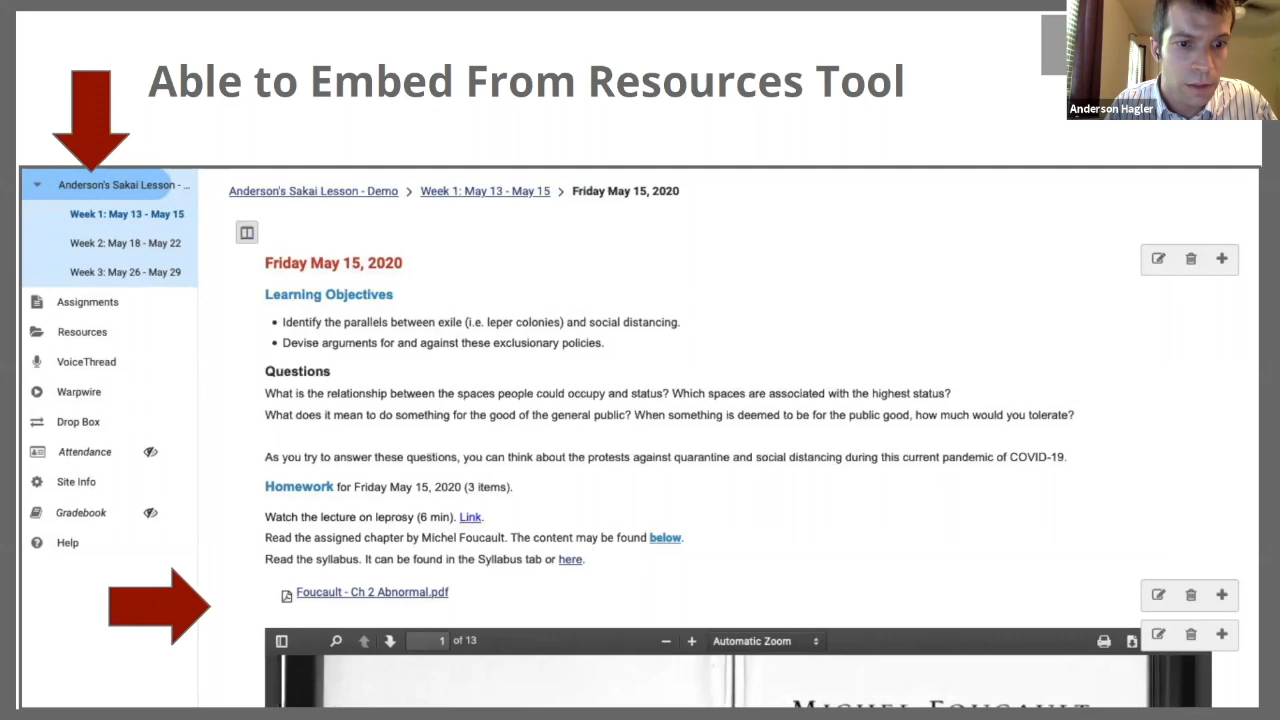 Able to Embed From Resources Tool
Anderson Hagler
Anderson's Sakai Lesson - ...
Week 1: May 13 - May 15
Week 2: May 18 - May 22
Week 3: May 26 - May 29
Assignments
Resources
VoiceThread
Warpwire
Drop Box
Attendance
Site Info
Gradebook
Help
Anderson's Sakai Lesson - Demo > Week 1: May 13 - May 15 > Friday May 15, 2020
Friday May 15, 2020
Learning Objectives
• Identify the parallels between exile (i.e. leper colonies) and social distancing.
• Devise arguments for and against these exclusionary policies.
Questions
What is the relationship between the spaces people could occupy and status? Which spaces are associated with the highest status?
What does it mean to do something for the good of the general public? When something is deemed to be for the public good, how much would you tolerate?
As you try to answer these questions, you can think about the protests against quarantine and social distancing during this current pandemic of COVID-19.
Homework for Friday May 15, 2020 (3 items).
Watch the lecture on leprosy (6 min). Link.
Read the assigned chapter by Michel Foucault. The content may be found below.
Read the syllabus. It can be found in the Syllabus tab or here.
Foucault - Ch 2 Abnormal.pdf
1 of 13
Automatic Zoom
MICHEL FOUCAULT